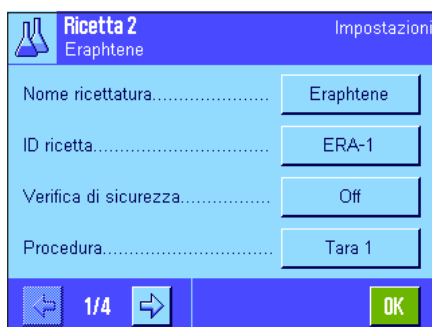 Ricetta 2 Impostazioni
Eraphtene
Nome ricettatura...................... Eraphtene
ID ricetta................................. ERA-1
Verifica di sicurezza................. Off
Procedura................................ Tara 1
1/4 OK